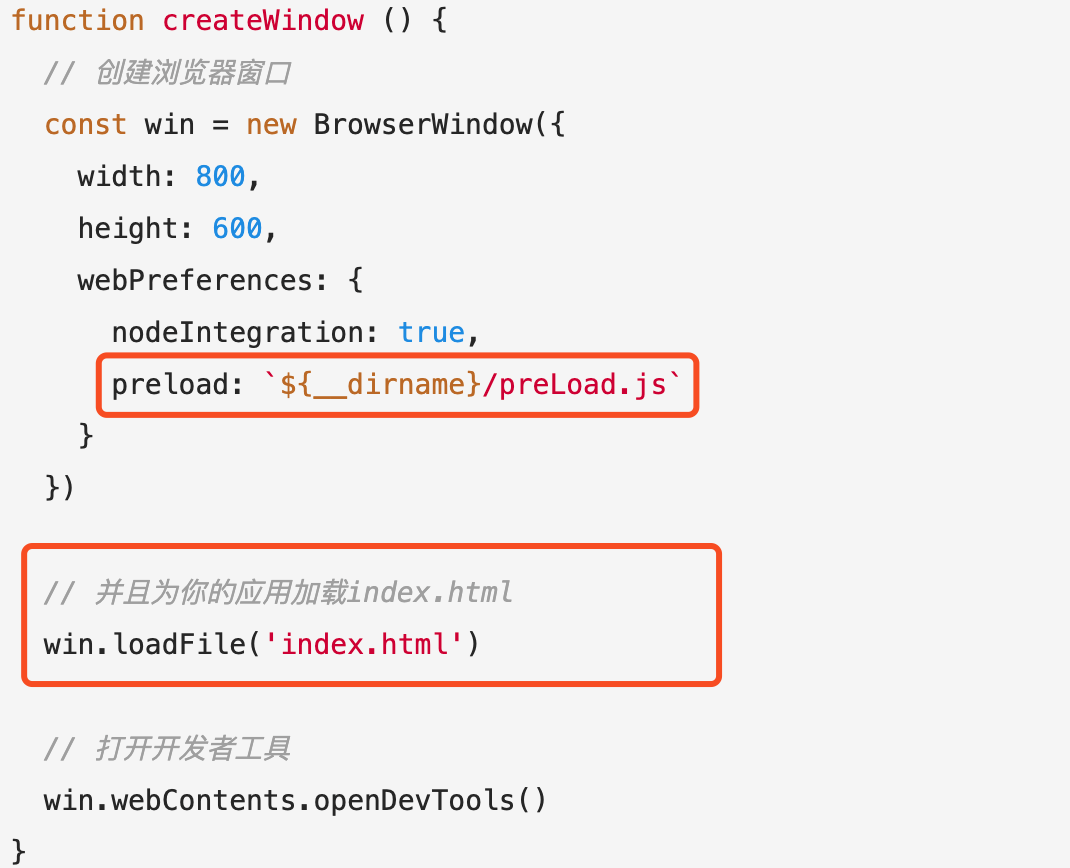 function createWindow () {
// 创建浏览器窗口
const win = new BrowserWindow({
width: 800,
height: 600,
webPreferences: {
nodeIntegration: true,
preload: `${__dirname}/preLoad.js`
}
})
// 并且为你的应用加载index.html
win.loadFile('index.html')
// 打开开发者工具
win.webContents.openDevTools()
}